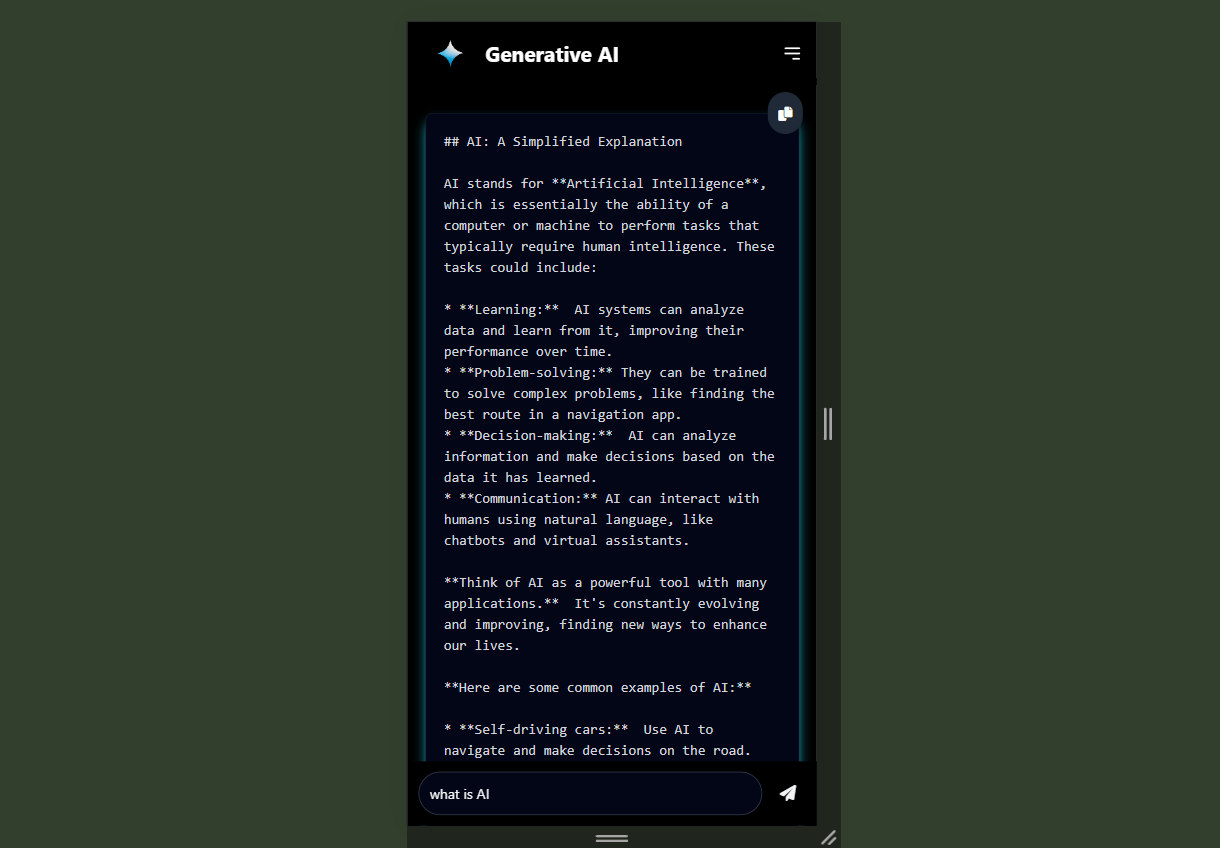 Generative AI
## AI: A Simplified Explanation
AI stands for **Artificial Intelligence**,
which is essentially the ability of a
computer or machine to perform tasks that
typically require human intelligence. These
tasks could include:
* **Learning:**  AI systems can analyze
data and learn from it, improving their
performance over time.
* **Problem-solving:** They can be trained
to solve complex problems, like finding the
best route in a navigation app.
* **Decision-making:**  AI can analyze
information and make decisions based on the
data it has learned.
* **Communication:** AI can interact with
humans using natural language, like
chatbots and virtual assistants.
**Think of AI as a powerful tool with many
applications.**  It's constantly evolving
and improving, finding new ways to enhance
our lives.
**Here are some common examples of AI:**
* **Self-driving cars:**  Use AI to
navigate and make decisions on the road.
what is AI